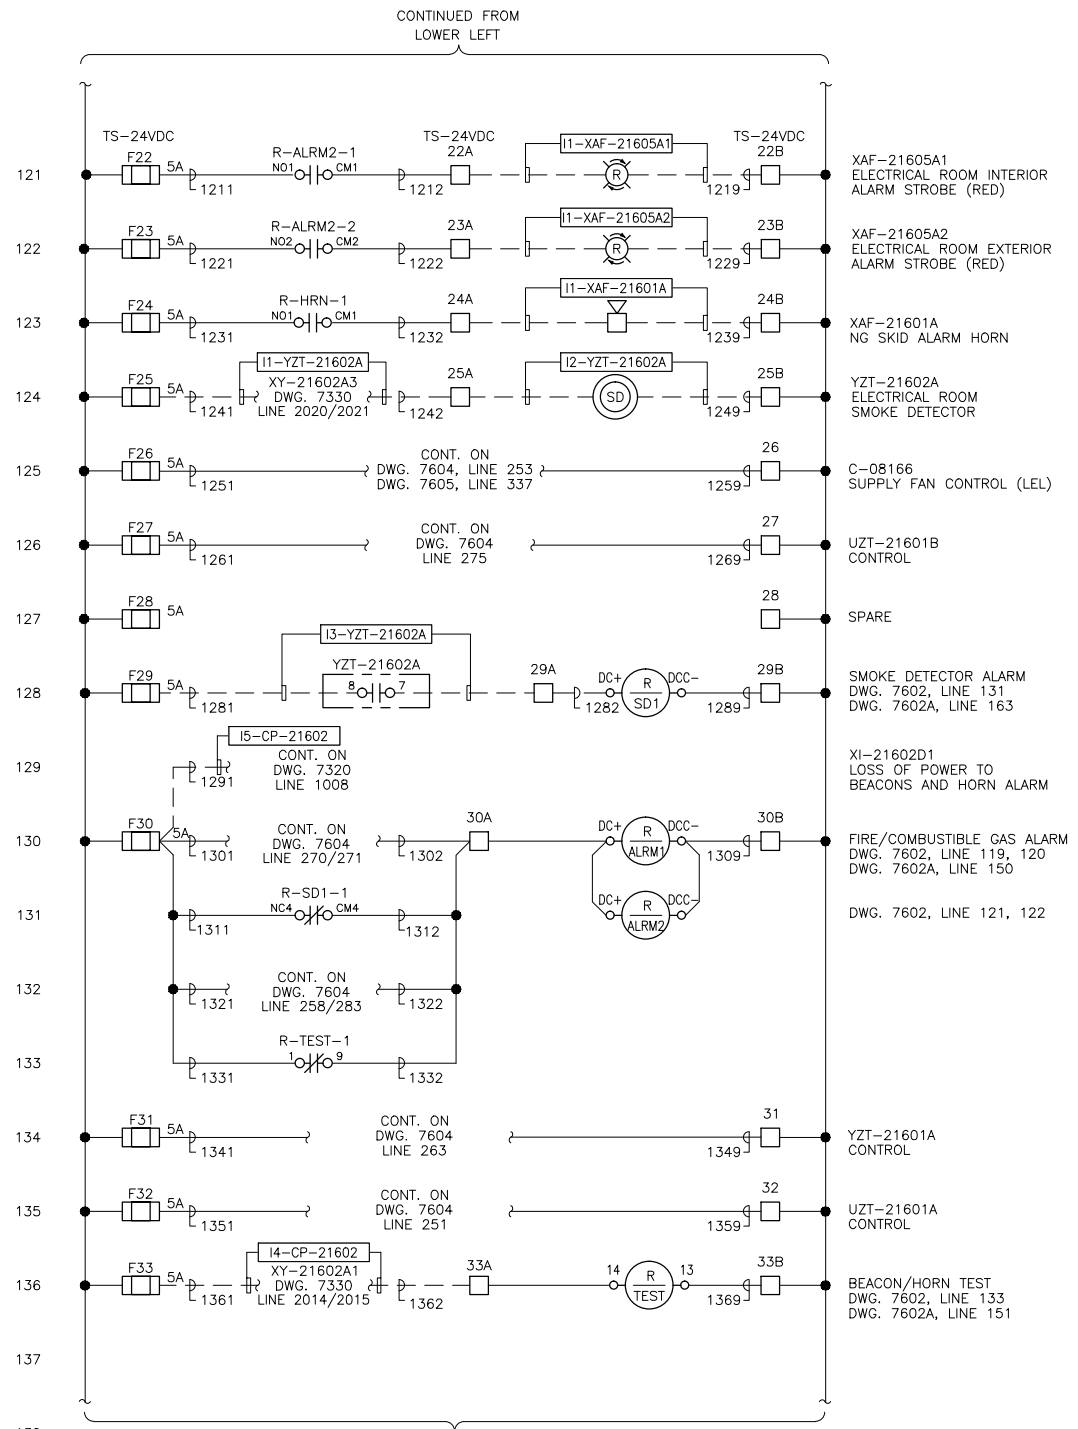 CONTINUED FROM
LOWER LEFT
TS-24VDC
TS-24VDC
TS-24VDC
121
F22
5A
1211
R-ALRM2-1
NO1
CM1
1212
22A
I1-XAF-21605A1
R
1219
22B
XAF-21605A1
ELECTRICAL ROOM INTERIOR
ALARM STROBE (RED)
122
F23
5A
1221
R-ALRM2-2
NO2
CM2
1222
23A
I1-XAF-21605A2
R
1229
23B
XAF-21605A2
ELECTRICAL ROOM EXTERIOR
ALARM STROBE (RED)
123
F24
5A
1231
R-HRN-1
NO1
CM1
1232
24A
I1-XAF-21601A
1239
24B
XAF-21601A
NG SKID ALARM HORN
124
F25
5A
1241
I1-YZT-21602A
XY-21602A3
DWG. 7330
LINE 2020/2021
1242
25A
I2-YZT-21602A
SD
1249
25B
YZT-21602A
ELECTRICAL ROOM
SMOKE DETECTOR
125
F26
5A
1251
CONT. ON
DWG. 7604, LINE 253
DWG. 7605, LINE 337
1259
26
C-08166
SUPPLY FAN CONTROL (LEL)
126
F27
5A
1261
CONT. ON
DWG. 7604
LINE 275
1269
27
UZT-21601B
CONTROL
127
F28
5A
28
SPARE
128
F29
5A
1281
I3-YZT-21602A
YZT-21602A
8
7
29A
1282
DC+
R
SD1
DCC-
1289
29B
SMOKE DETECTOR ALARM
DWG. 7602, LINE 131
DWG. 7602A, LINE 163
129
1291
I5-CP-21602
CONT. ON
DWG. 7320
LINE 1008
XI-21602D1
LOSS OF POWER TO
BEACONS AND HORN ALARM
130
F30
5A
1301
CONT. ON
DWG. 7604
LINE 270/271
1302
30A
DC+
R
ALRM1
DCC-
1309
30B
FIRE/COMBUSTIBLE GAS ALARM
DWG. 7602, LINE 119, 120
DWG. 7602A, LINE 150
131
1311
R-SD1-1
NC4
CM4
1312
DC+
R
ALRM2
DCC-
DWG. 7602, LINE 121, 122
132
1321
CONT. ON
DWG. 7604
LINE 258/283
1322
133
1331
R-TEST-1
1
9
1332
134
F31
5A
1341
CONT. ON
DWG. 7604
LINE 263
1349
31
YZT-21601A
CONTROL
135
F32
5A
1351
CONT. ON
DWG. 7604
LINE 251
1359
32
UZT-21601A
CONTROL
136
F33
5A
1361
I4-CP-21602
XY-21602A1
DWG. 7330
LINE 2014/2015
1362
33A
14
R
TEST
13
1369
33B
BEACON/HORN TEST
DWG. 7602, LINE 133
DWG. 7602A, LINE 151
137